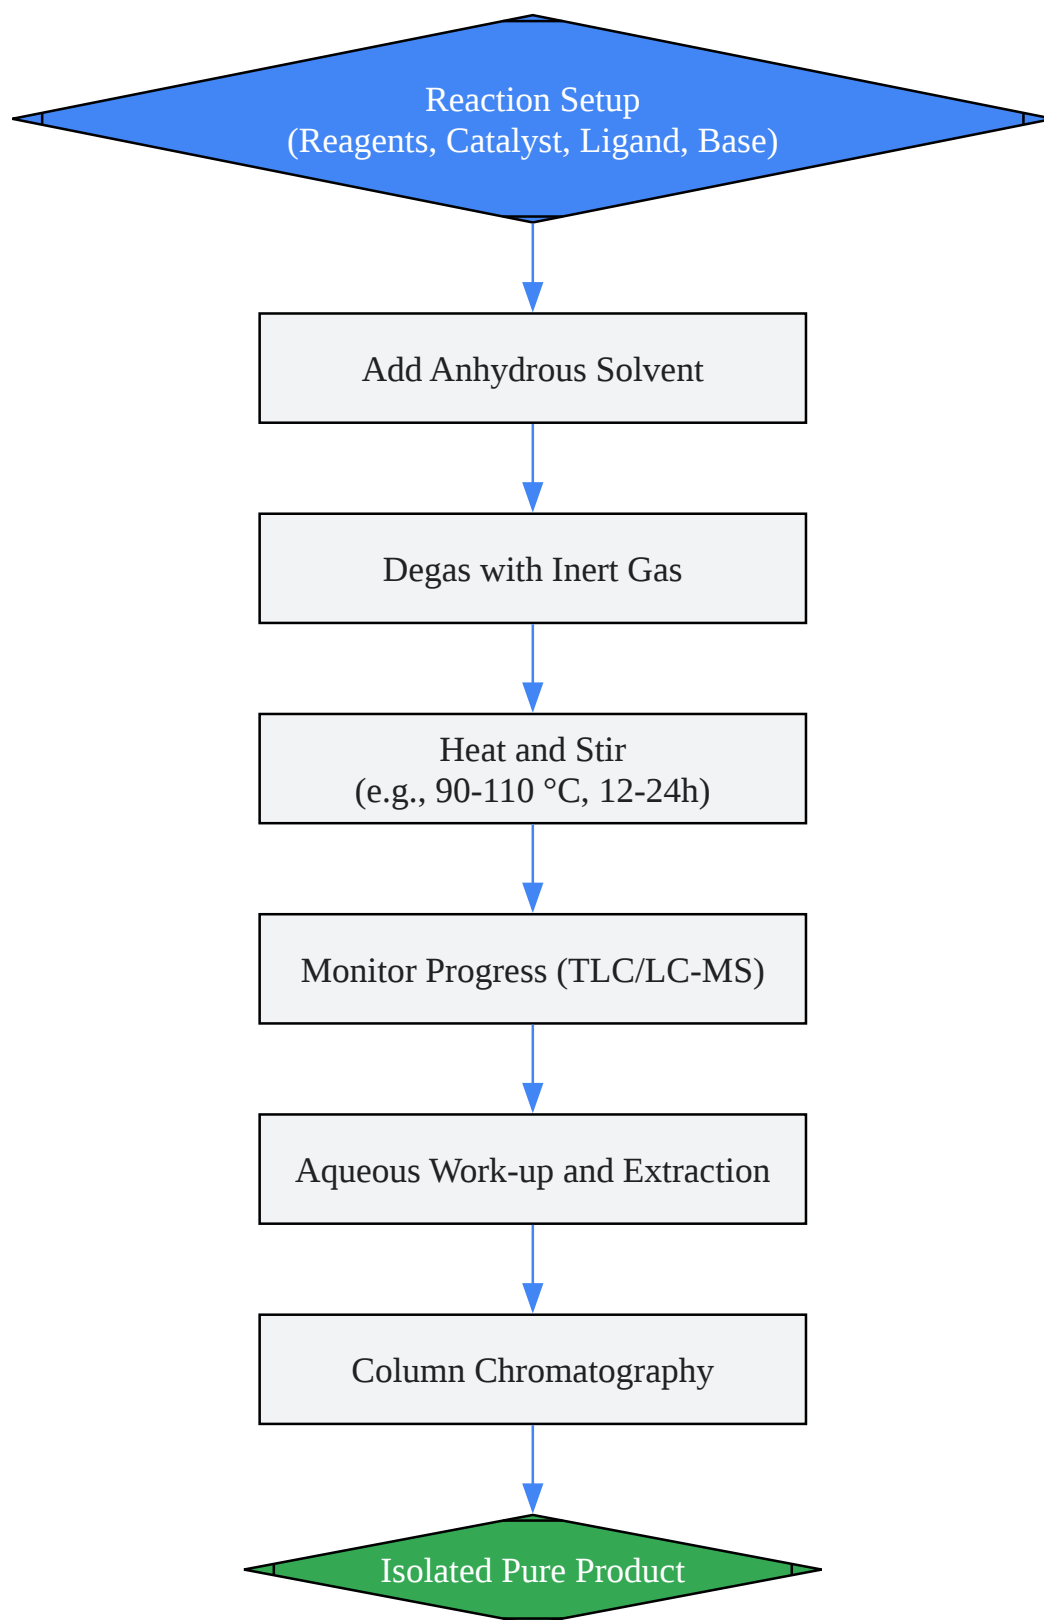 Reaction Setup
(Reagents, Catalyst, Ligand, Base)
Add Anhydrous Solvent
Degas with Inert Gas
Heat and Stir
(e.g., 90-110 °C, 12-24h)
Monitor Progress (TLC/LC-MS)
Aqueous Work-up and Extraction
Column Chromatography
Isolated Pure Product